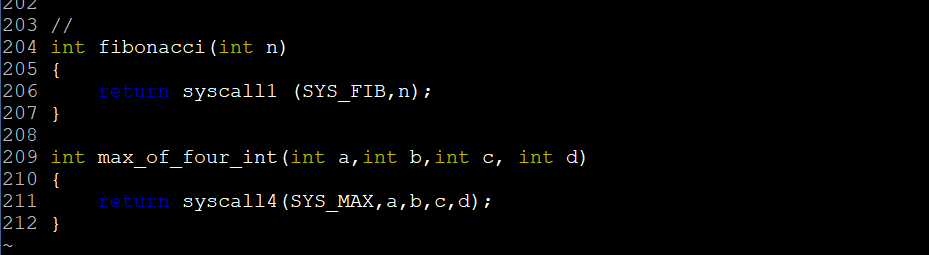 202
203 //
204 int fibonacci(int n)
205 {
206     return syscall1 (SYS_FIB,n);
207 }
208
209 int max_of_four_int(int a,int b,int c, int d)
210 {
211     return syscall4(SYS_MAX,a,b,c,d);
212 }
~